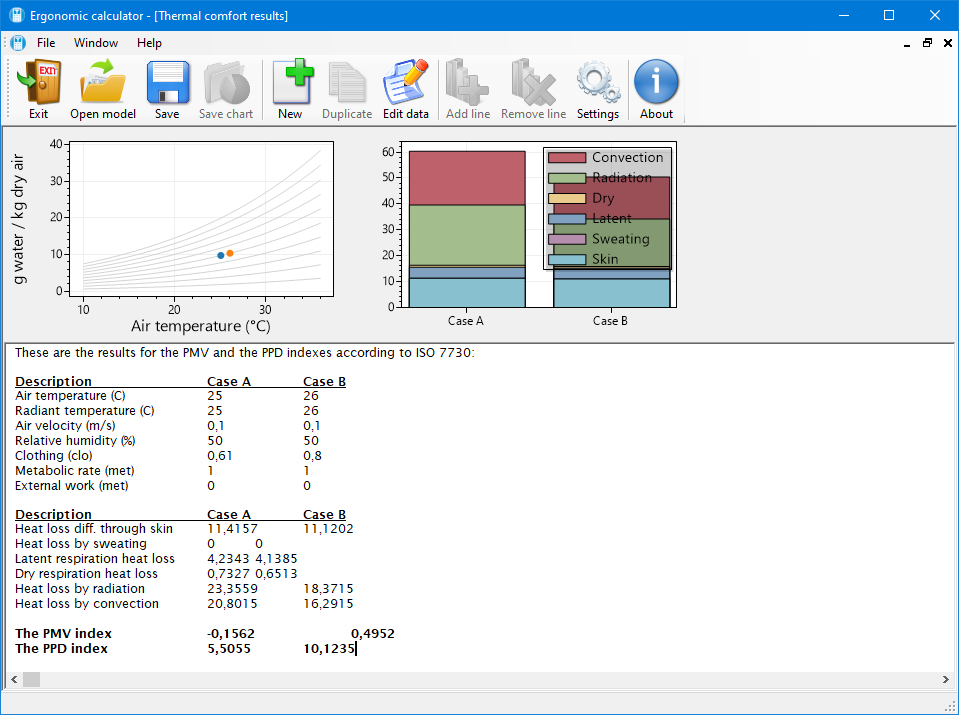 Ergonomic calculator - [Thermal comfort results]
File Window Help
EXIT
Exit Open model Save Save chart New Duplicate Edit data Add line Remove line Settings About
g water / kg dry air
40
30
20
10
0
10 20 30
Air temperature (°C)
60
50
40
30
20
10
0
Convection
Radiation
Dry
Latent
Sweating
Skin
Case A Case B
These are the results for the PMV and the PPD indexes according to ISO 7730:
Description Case A Case B
Air temperature (C) 25 26
Radiant temperature (C) 25 26
Air velocity (m/s) 0,1 0,1
Relative humidity (%) 50 50
Clothing (clo) 0,61 0,8
Metabolic rate (met) 1 1
External work (met) 0 0
Description Case A Case B
Heat loss diff. through skin 11,4157 11,1202
Heat loss by sweating 0 0
Latent respiration heat loss 4,2343 4,1385
Dry respiration heat loss 0,7327 0,6513
Heat loss by radiation 23,3559 18,3715
Heat loss by convection 20,8015 16,2915
The PMV index -0,1562 0,4952
The PPD index 5,5055 10,1235